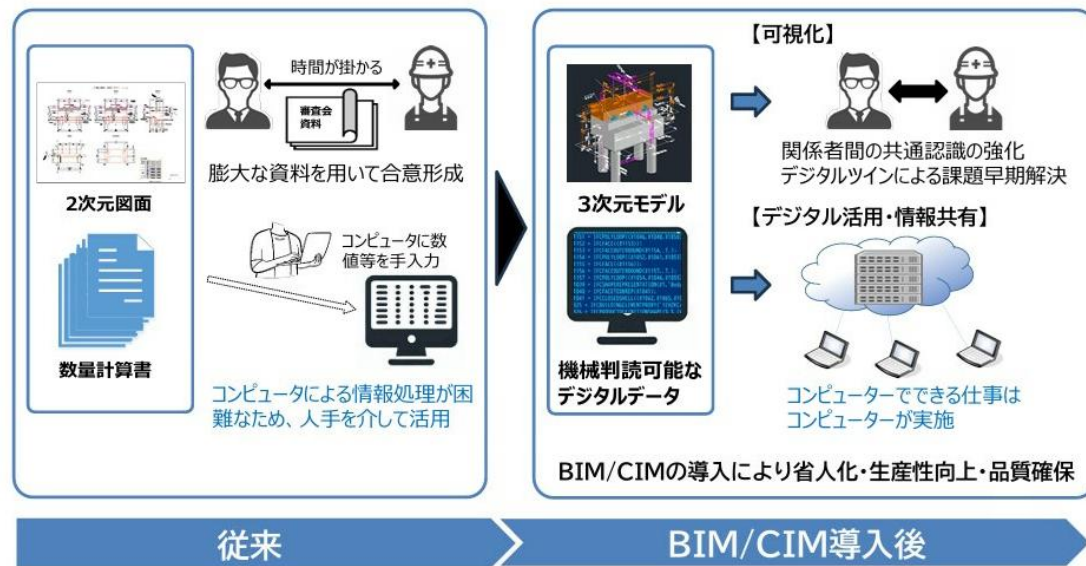 時間が掛かる
審査会
資料
膨大な資料を用いて合意形成
2次元図面
コンピュータに数
値等を手入力
数量計算書
コンピュータによる情報処理が困
難なため、人手を介して活用
【可視化】
関係者間の共通認識の強化
デジタルツインによる課題早期解決
3次元モデル
【デジタル活用・情報共有】
機械判読可能な
デジタルデータ
コンピューターでできる仕事は
コンピューターが実施
BIM/CIMの導入により省人化・生産性向上・品質確保
従来
BIM/CIM導入後